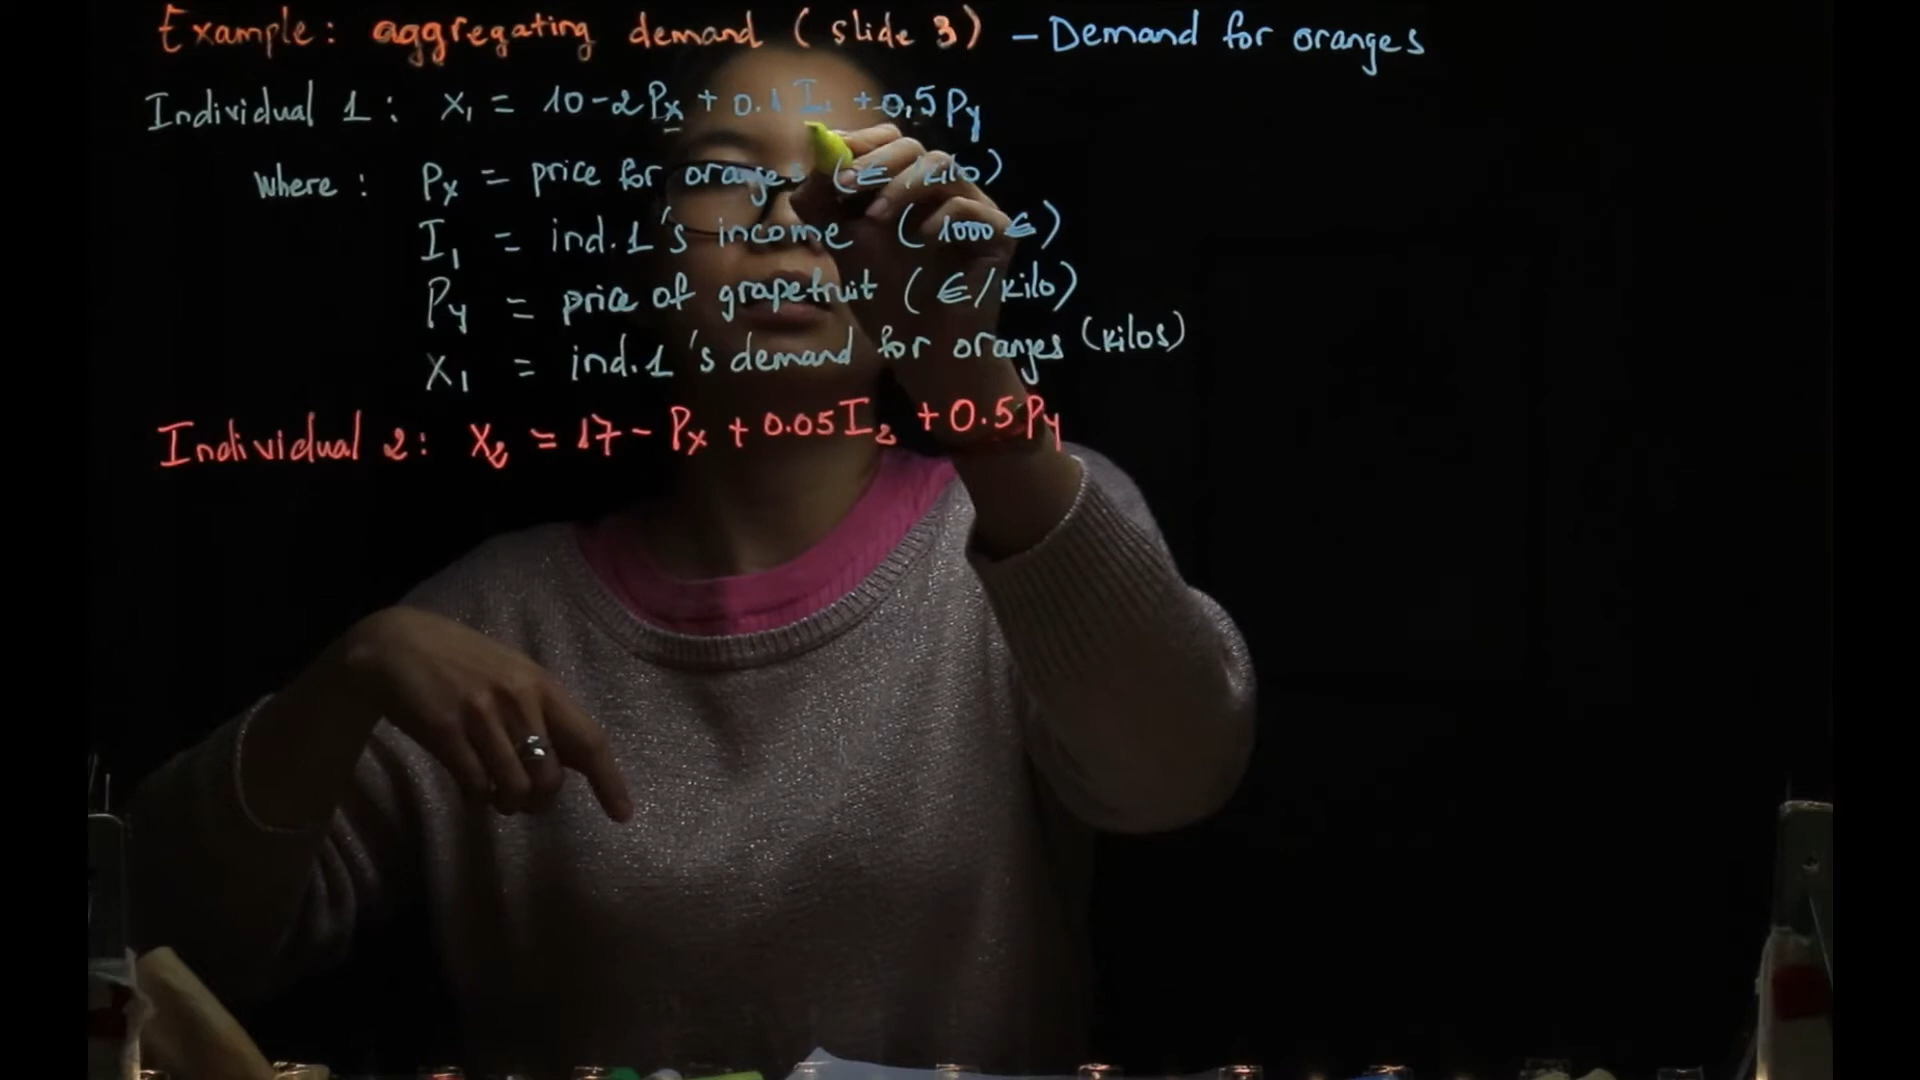 Example: aggregating demand (slide 3) – Demand for oranges
Individual 1: X₁ = 10 - 2Pₓ + 0.1 I₁ + 0,5 Py
Where: Pₓ = price for oranges (€/kilo)
I₁ = ind. 1's income (1000 €)
Py = price of grapefruit (€/kilo)
X₁ = ind. 1's demand for oranges (kilos)
Individual 2: X₂ = 17 - Pₓ + 0.05 I₂ + 0.5 Py